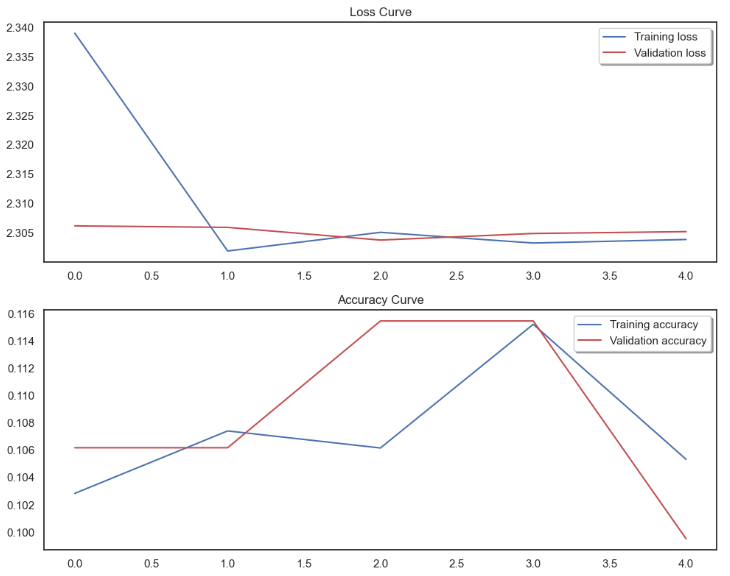 Loss Curve
2.340
2.335
2.330
2.325
2.320
2.315
2.310
2.305
Training loss
Validation loss
0.0 0.5 1.0 1.5 2.0 2.5 3.0 3.5 4.0
Accuracy Curve
0.116
0.114
0.112
0.110
0.108
0.106
0.104
0.102
0.100
Training accuracy
Validation accuracy
0.0 0.5 1.0 1.5 2.0 2.5 3.0 3.5 4.0